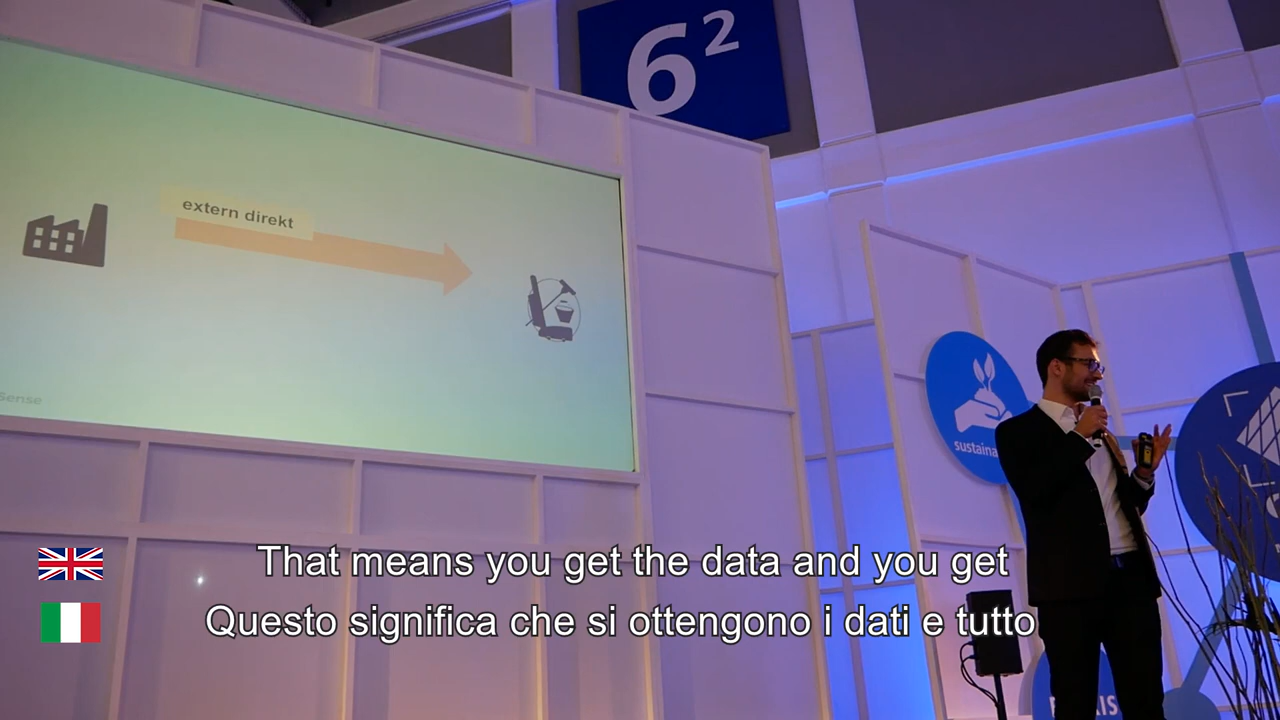 6²
extern direkt
Sense
sustaina
That means you get the data and you get
Questo significa che si ottengono i dati e tutto